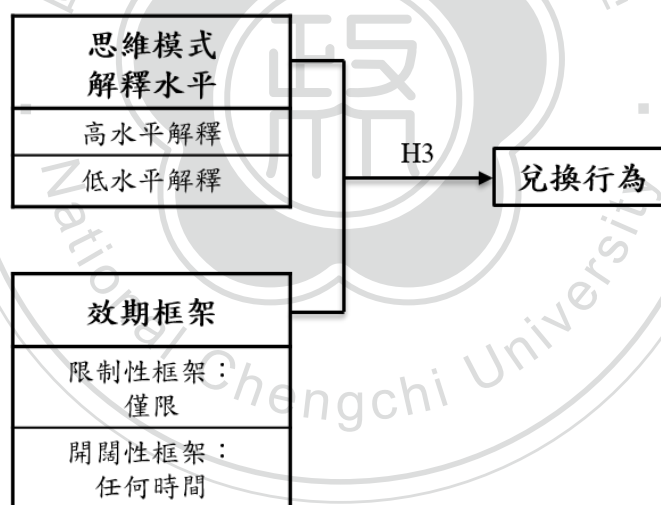 思維模式
解釋水平
高水平解釋
低水平解釋
H3
兌換行為
效期框架
限制性框架：
僅限
開闊性框架：
任何時間
National Chengchi University